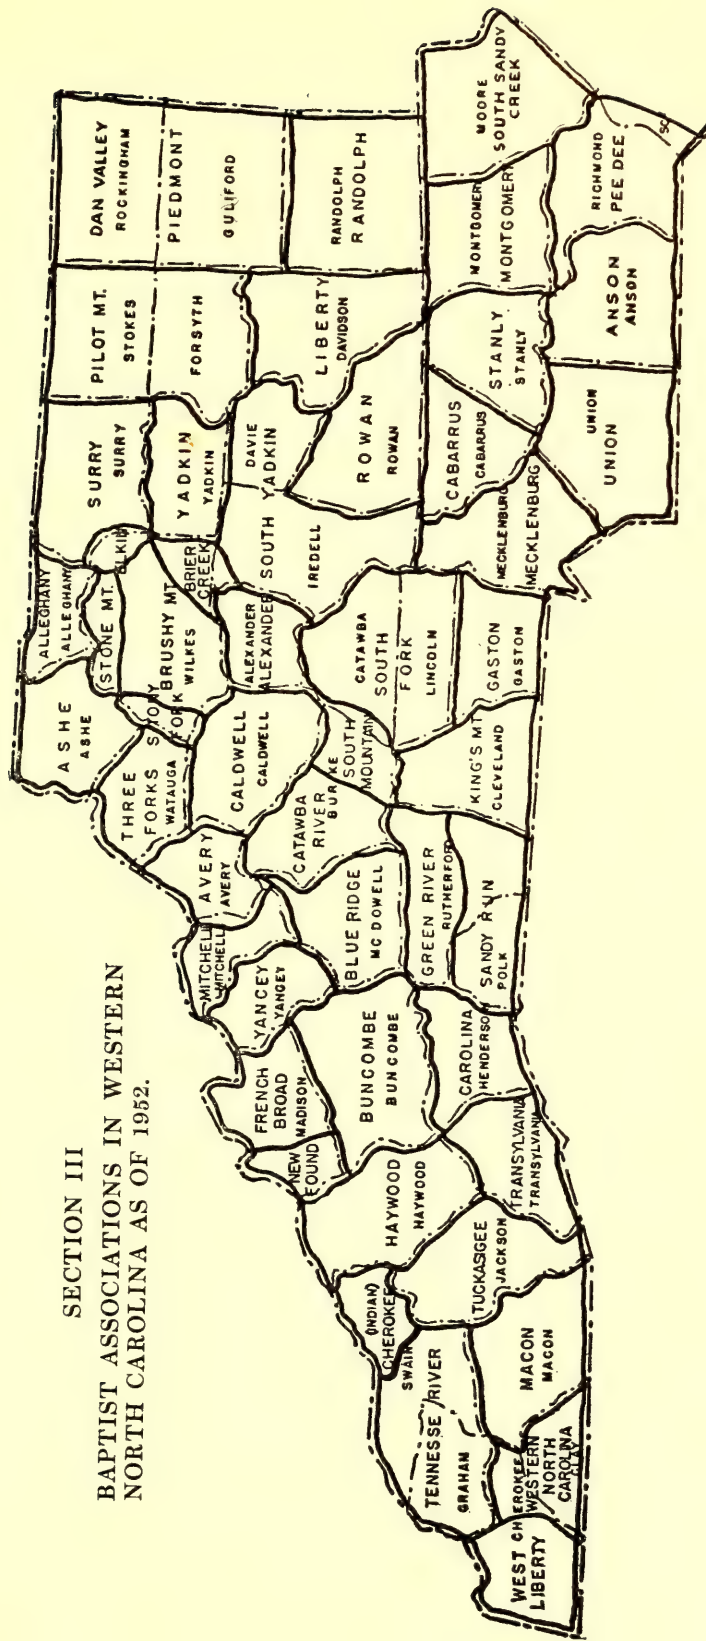 SECTION III
BAPTIST ASSOCIATIONS IN WESTERN
NORTH CAROLINA AS OF 1952.
WEST
LIBERTY
CHEROKEE
WESTERN
NORTH
CAROLINA
CLAY
TENNESSE RIVER
GRAHAM
SWAIN
(INDIAN)
CHEROKEE
MACON
MACON
TUCKASIGEE
JACKSON
HAYWOOD
HAYWOOD
TRANSYLVANIA
TRANSYLVANIA
NEW
FOUND
FRENCH
BROAD
MADISON
BUNCOMBE
BUNCOMBE
CAROLINA
HENDERSON
YANCEY
YANCEY
MITCHELL
MITCHELL
BLUE RIDGE
MC DOWELL
GREEN RIVER
RUTHERFORD
SANDY RUN
POLK
AVERY
AVERY
CATAWBA
RIVER
BURKE
SOUTH
MOUNTAIN
KING'S MT
CLEVELAND
THREE
FORKS
WATAUGA
CALDWELL
CALDWELL
ASHE
ASHE
STONY
FORK
ALLEGHANY
ALLEGHANY
STONE MT.
BRUSHY MT
WILKES
ALEXANDER
ALEXANDER
CATAWBA
SOUTH
FORK
LINCOLN
GASTON
GASTON
ELKIN
BRIER
CREEK
SURRY
SURRY
YADKIN
YADKIN
SOUTH YADKIN
DAVIE
IREDELL
ROWAN
ROWAN
MECKLENBURG
MECKLENBURG
CABARRUS
CABARRUS
UNION
UNION
PILOT MT.
STOKES
FORSYTH
LIBERTY
DAVIDSON
STANLY
STANLY
ANSON
ANSON
DAN VALLEY
ROCKINGHAM
PIEDMONT
GULIFORD
RANDOLPH
RANDOLPH
MONTGOMERY
MONTGOMERY
MOORE
SOUTH SANDY
CREEK
RICHMOND
PEE DEE
SC